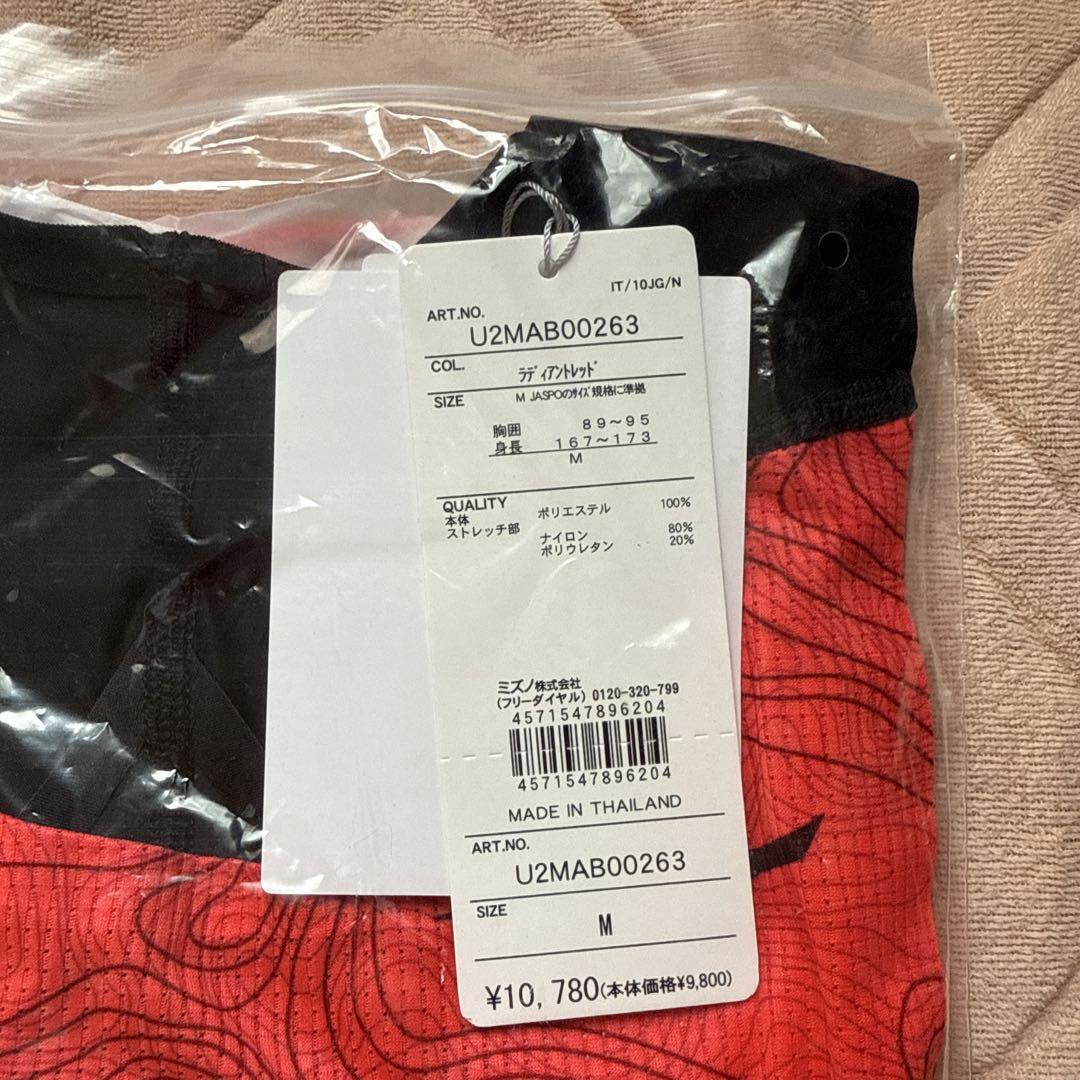 IT/10JG/N
ART.NO.
U2MAB00263
COL.
ﾗﾃﾞｨｱﾝﾄﾚｯﾄﾞ
SIZE
M JASPOのｻｲｽﾞ規格に準拠
胸囲 89~95
身長 167~173
M
QUALITY
本体 ポリエステル 100%
ストレッチ部 ナイロン 80%
ポリウレタン 20%
ミズノ株式会社
(フリーダイヤル) 0120-320-799
4571547896204
4571547896204
MADE IN THAILAND
ART.NO.
U2MAB00263
SIZE
M
¥10,780(本体価格¥9,800)